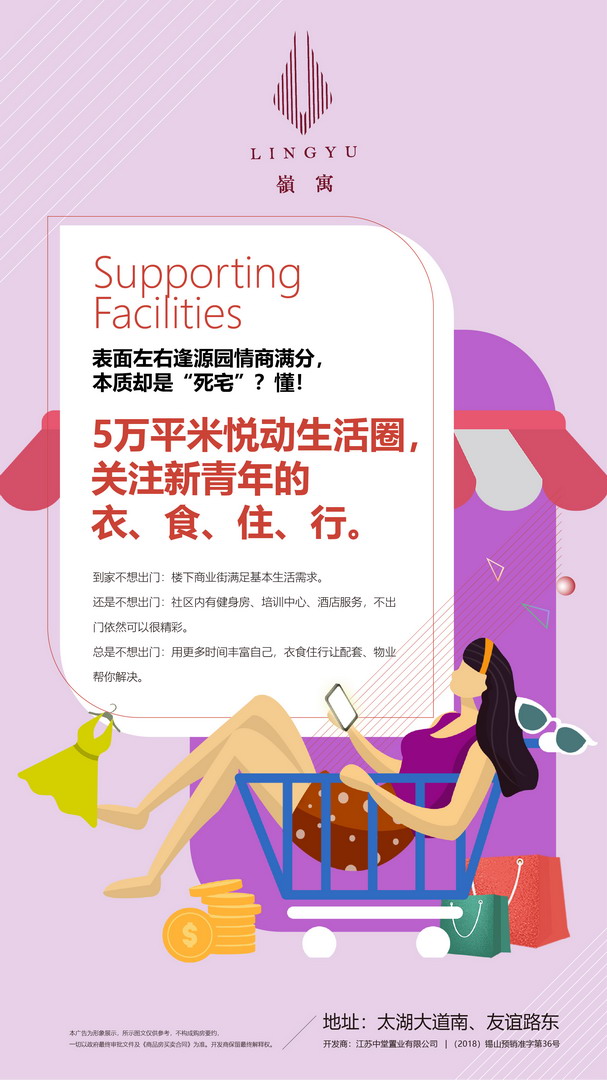 LINGYU
嶺寓
Supporting
Facilities
表面左右逢源园情商满分，
本质却是“死宅”？懂！
5万平米悦动生活圈，
关注新青年的
衣、食、住、行。
到家不想出门：楼下商业街满足基本生活需求。
还是不想出门：社区内有健身房、培训中心、酒店服务，不出
门依然可以很精彩。
总是不想出门：用更多时间丰富自己，衣食住行让配套、物业
帮你解决。
$
本广告为形象展示，所示图文仅供参考，不构成购房要约，
一切以政府最终审批文件及《商品房买卖合同》为准。开发商保留最终解释权。
地址：太湖大道南、友谊路东
开发商：江苏中堂置业有限公司 |（2018）锡山预销准字第36号